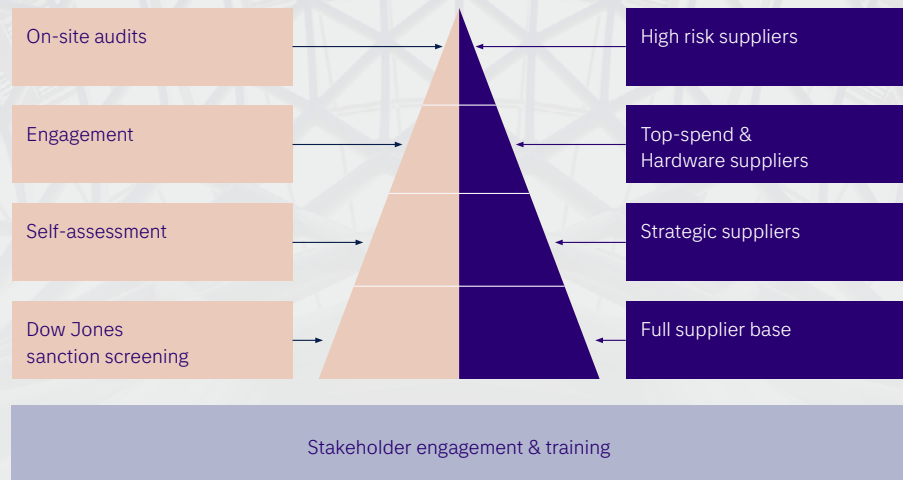 On-site audits
High risk suppliers
Engagement
Top-spend &
Hardware suppliers
Self-assessment
Strategic suppliers
Dow Jones
sanction screening
Full supplier base
Stakeholder engagement & training